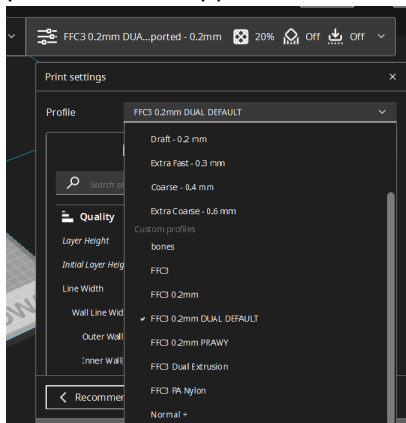 FFC3 0.2mm DUA...ported - 0.2mm 20% Off Off
Print settings
Profile FFC3 0.2mm DUAL DEFAULT
Draft - 0.2 mm
Extra Fast - 0.3 mm
Search se
Coarse - 0.4 mm
Quality
Extra Coarse - 0.6 mm
Custom profiles
Layer Height
bones
Initial Layer Heig
FFC3
Line Width
FFC3 0.2mm
Wall Line Wid
FFC3 0.2mm DUAL DEFAULT
Outer Wall
FFC3 0.2mm PRAWY
Inner Wall
FFC3 Dual Extrusion
Recommen
FFC3 PA Nylon
Normal +